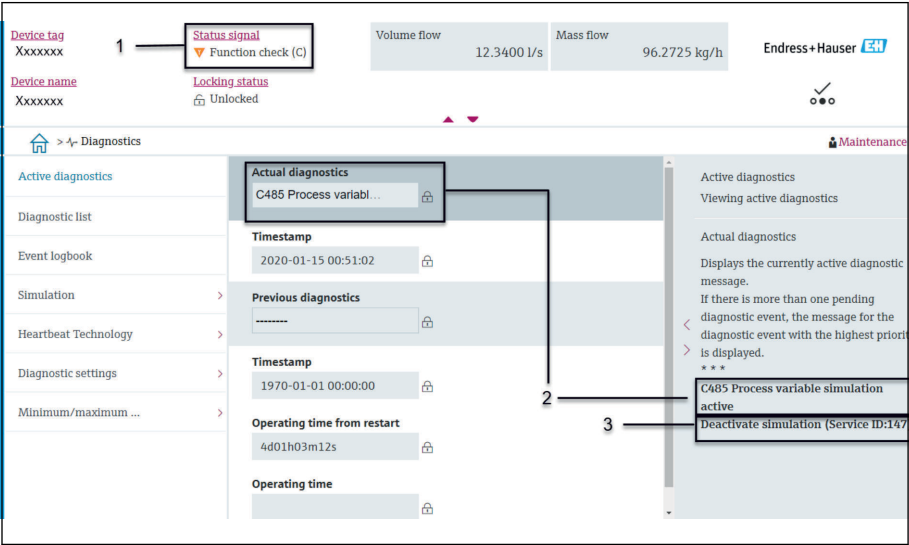 Device tag
Xxxxxxx
1
Status signal
Function check (C)
Volume flow
12.3400 l/s
Mass flow
96.2725 kg/h
Endress+Hauser EH
Device name
Xxxxxxx
Locking status
Unlocked
> Diagnostics
Maintenance
Active diagnostics
Diagnostic list
Event logbook
Simulation
Heartbeat Technology
Diagnostic settings
Minimum/maximum ...
Actual diagnostics
C485 Process variabl...
Timestamp
2020-01-15 00:51:02
Previous diagnostics
--------
Timestamp
1970-01-01 00:00:00
Operating time from restart
4d01h03m12s
Operating time
2
3
Active diagnostics
Viewing active diagnostics
Actual diagnostics
Displays the currently active diagnostic
message.
If there is more than one pending
diagnostic event, the message for the
diagnostic event with the highest priorit
is displayed.
* * *
C485 Process variable simulation
active
Deactivate simulation (Service ID:147